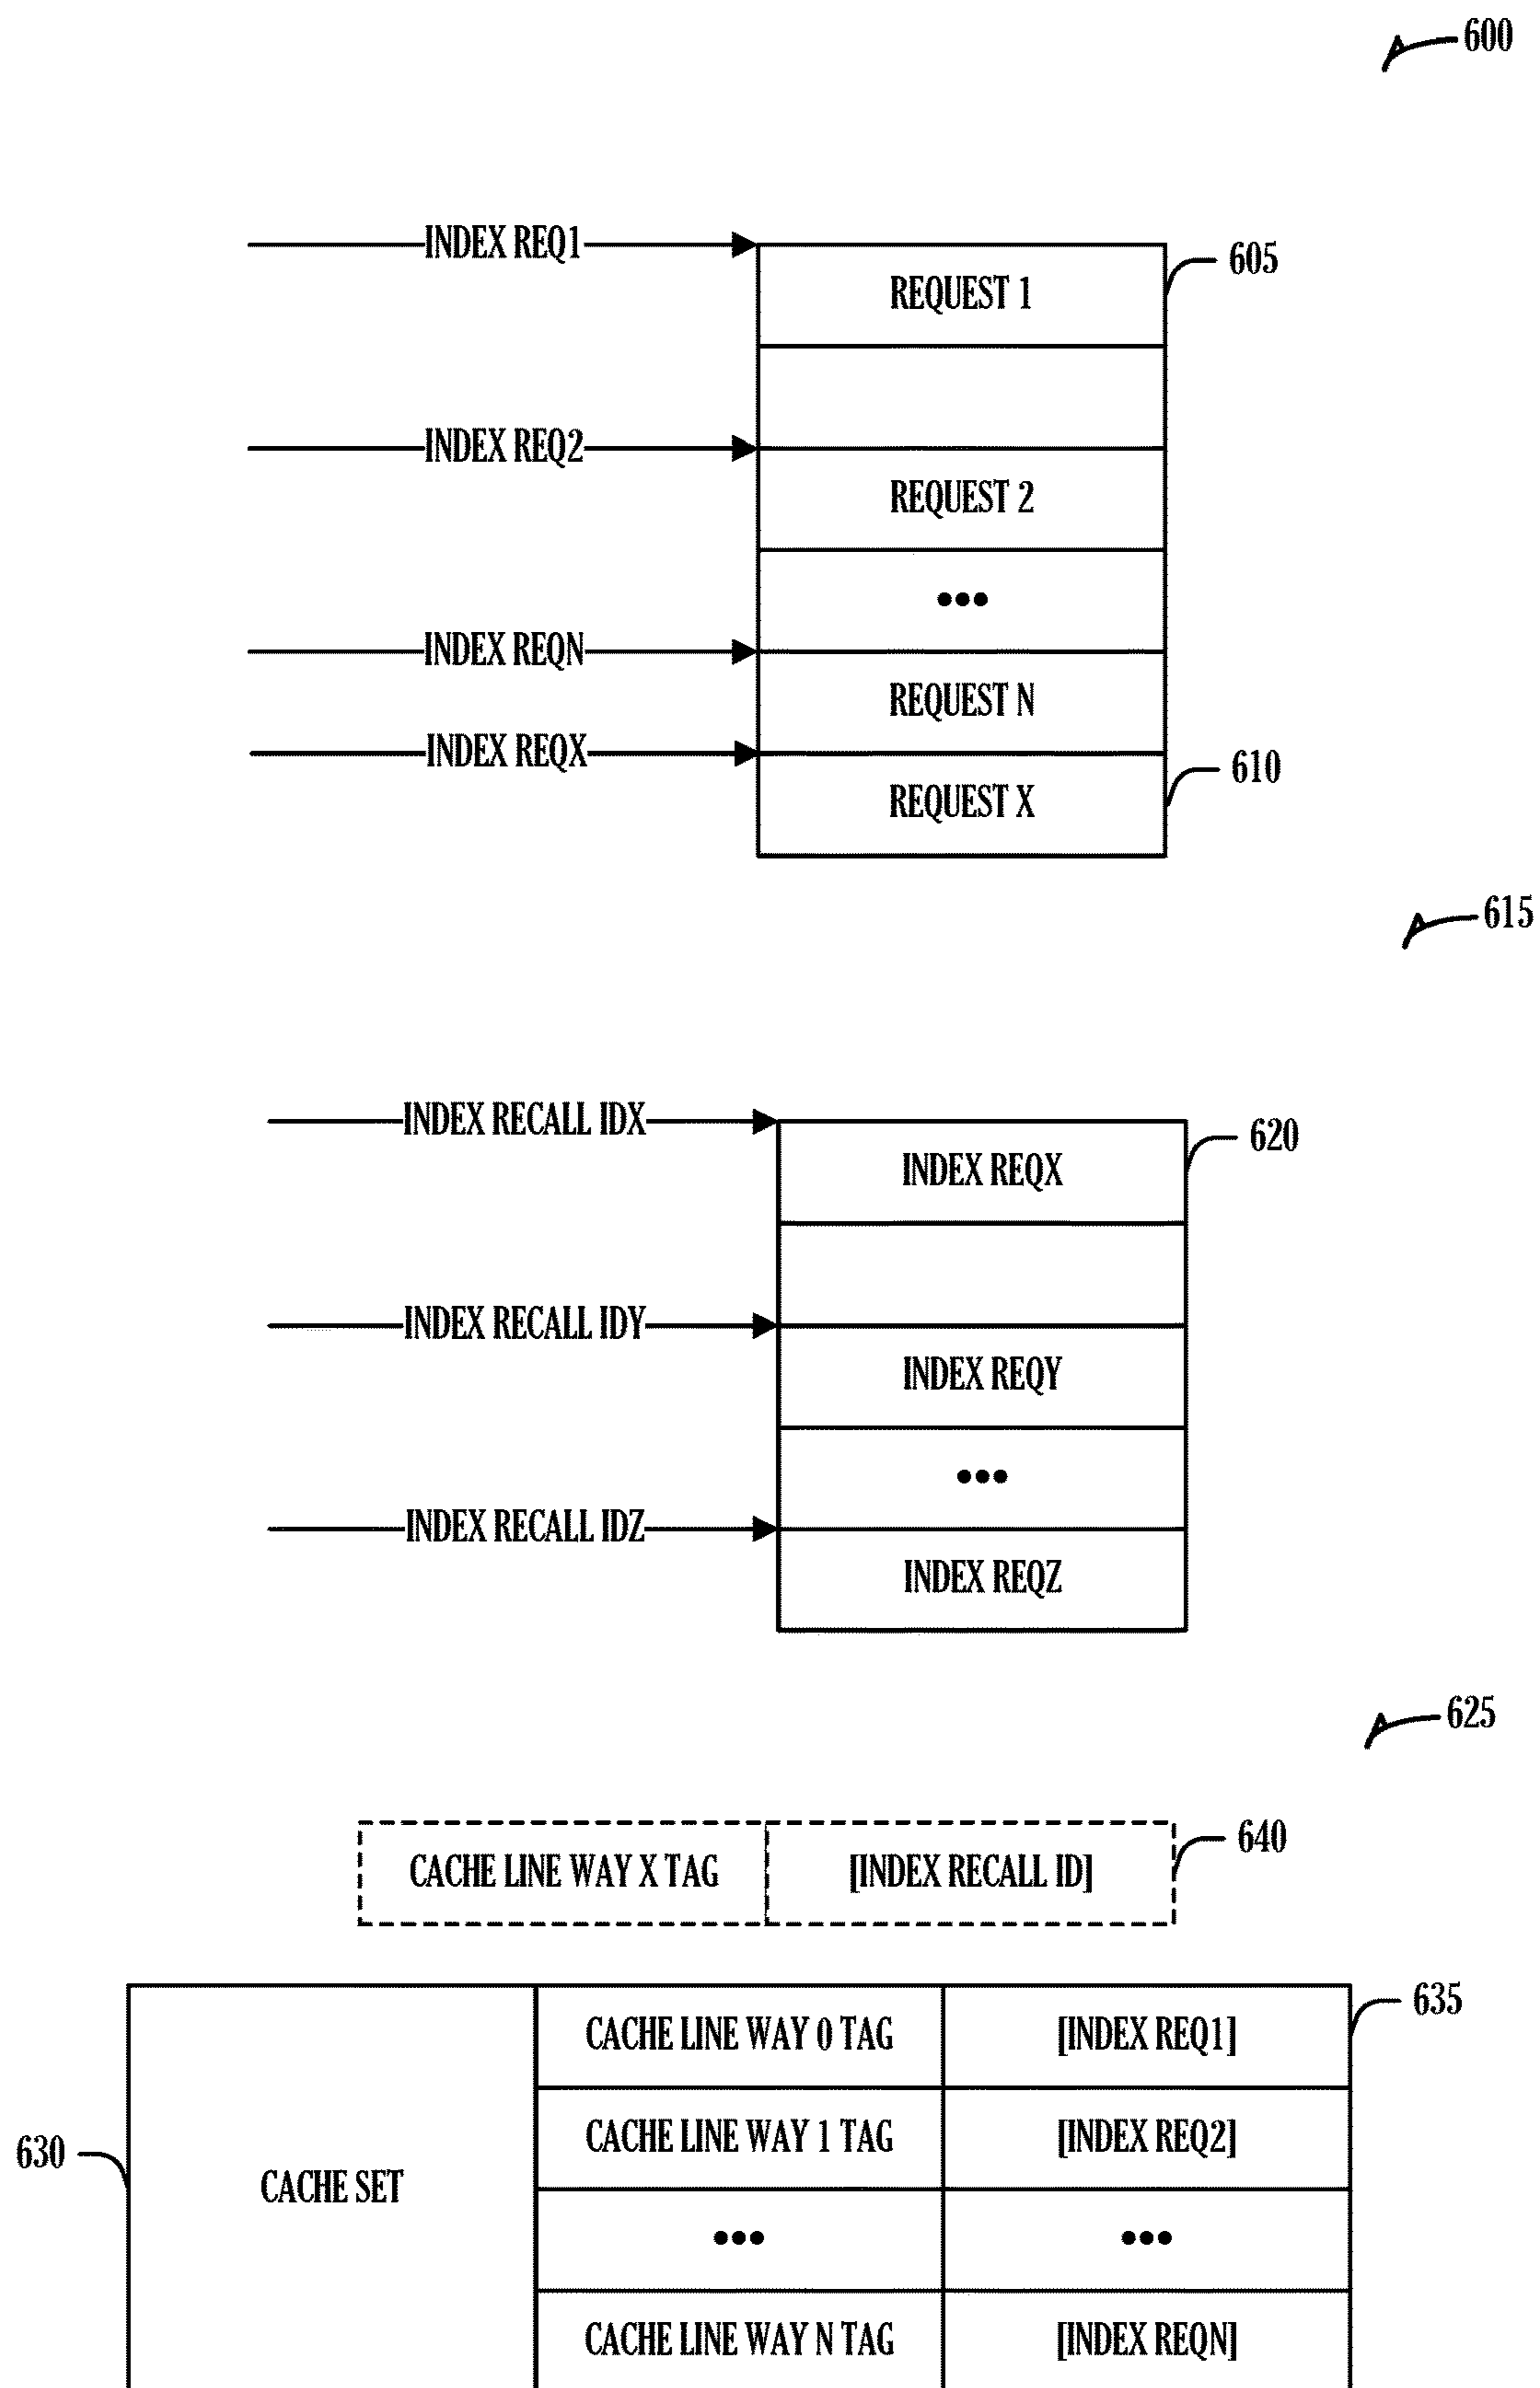 600
INDEX REQ1
605
REQUEST 1
INDEX REQ2
REQUEST 2
•••
INDEX REQN
REQUEST N
INDEX REQX
610
REQUEST X
615
INDEX RECALL IDX
620
INDEX REQX
INDEX RECALL IDY
INDEX REQY
•••
INDEX RECALL IDZ
INDEX REQZ
625
640
CACHE LINE WAY X TAG [INDEX RECALL ID]
635
CACHE LINE WAY 0 TAG [INDEX REQ1]
CACHE LINE WAY 1 TAG [INDEX REQ2]
630
CACHE SET
••• •••
CACHE LINE WAY N TAG [INDEX REQN]